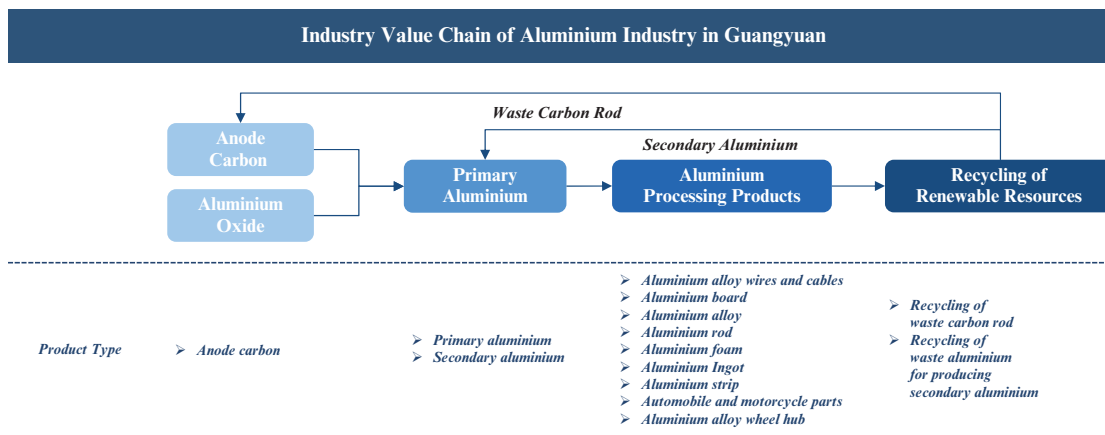 Industry Value Chain of Aluminium Industry in Guangyuan
Waste Carbon Rod
Secondary Aluminium
Anode
Carbon
Aluminium
Oxide
Primary
Aluminium
Aluminium
Processing Products
Recycling of
Renewable Resources
Product Type
➢ Anode carbon
➢ Primary aluminium
➢ Secondary aluminium
➢ Aluminium alloy wires and cables
➢ Aluminium board
➢ Aluminium alloy
➢ Aluminium rod
➢ Aluminium foam
➢ Aluminium Ingot
➢ Aluminium strip
➢ Automobile and motorcycle parts
➢ Aluminium alloy wheel hub
➢ Recycling of
waste carbon rod
➢ Recycling of
waste aluminium
for producing
secondary aluminium